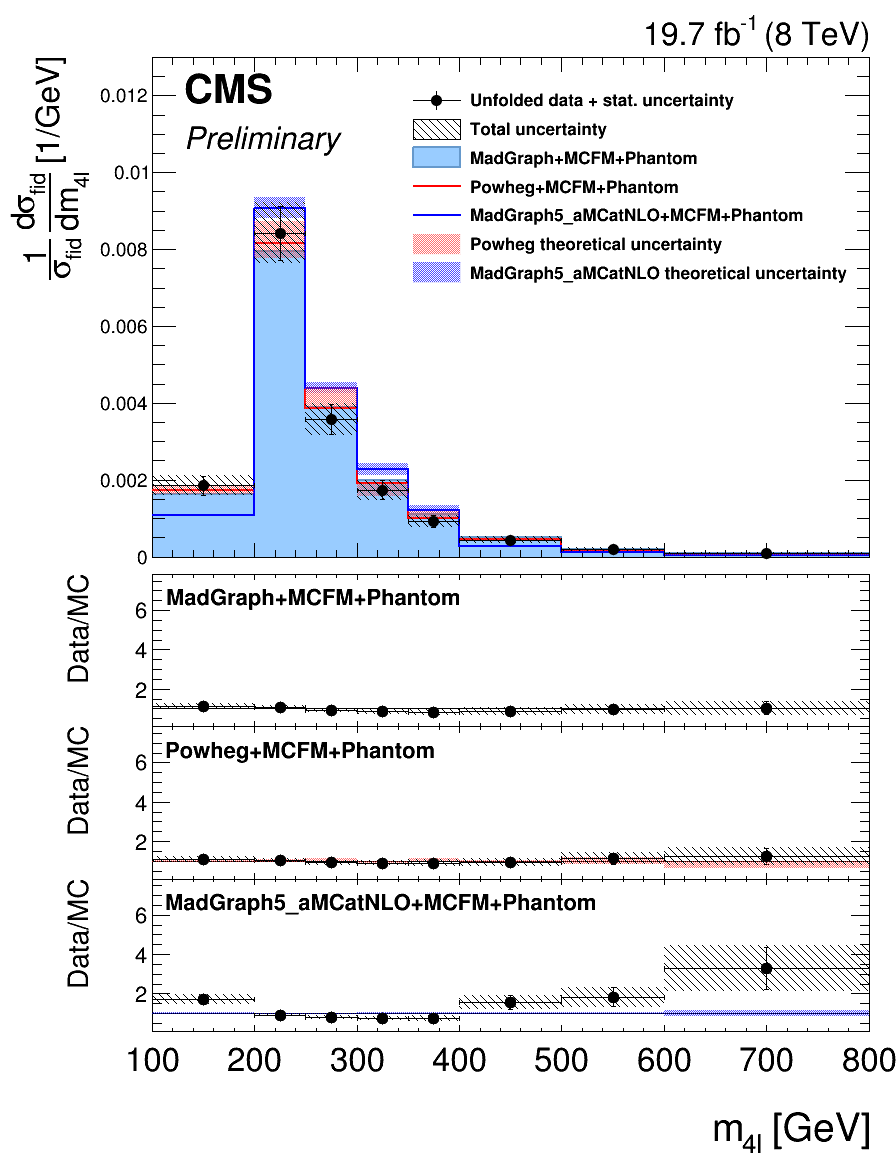 19.7 fb⁻¹ (8 TeV)
CMS
Preliminary
Unfolded data + stat. uncertainty
Total uncertainty
MadGraph+MCFM+Phantom
Powheg+MCFM+Phantom
MadGraph5_aMCatNLO+MCFM+Phantom
Powheg theoretical uncertainty
MadGraph5_aMCatNLO theoretical uncertainty
1/σ_fid dσ_fid/dm_4l [1/GeV]
0.012
0.01
0.008
0.006
0.004
0.002
0
Data/MC
MadGraph+MCFM+Phantom
6
4
2
Data/MC
Powheg+MCFM+Phantom
6
4
2
Data/MC
MadGraph5_aMCatNLO+MCFM+Phantom
6
4
2
100 200 300 400 500 600 700 800
m_4l [GeV]